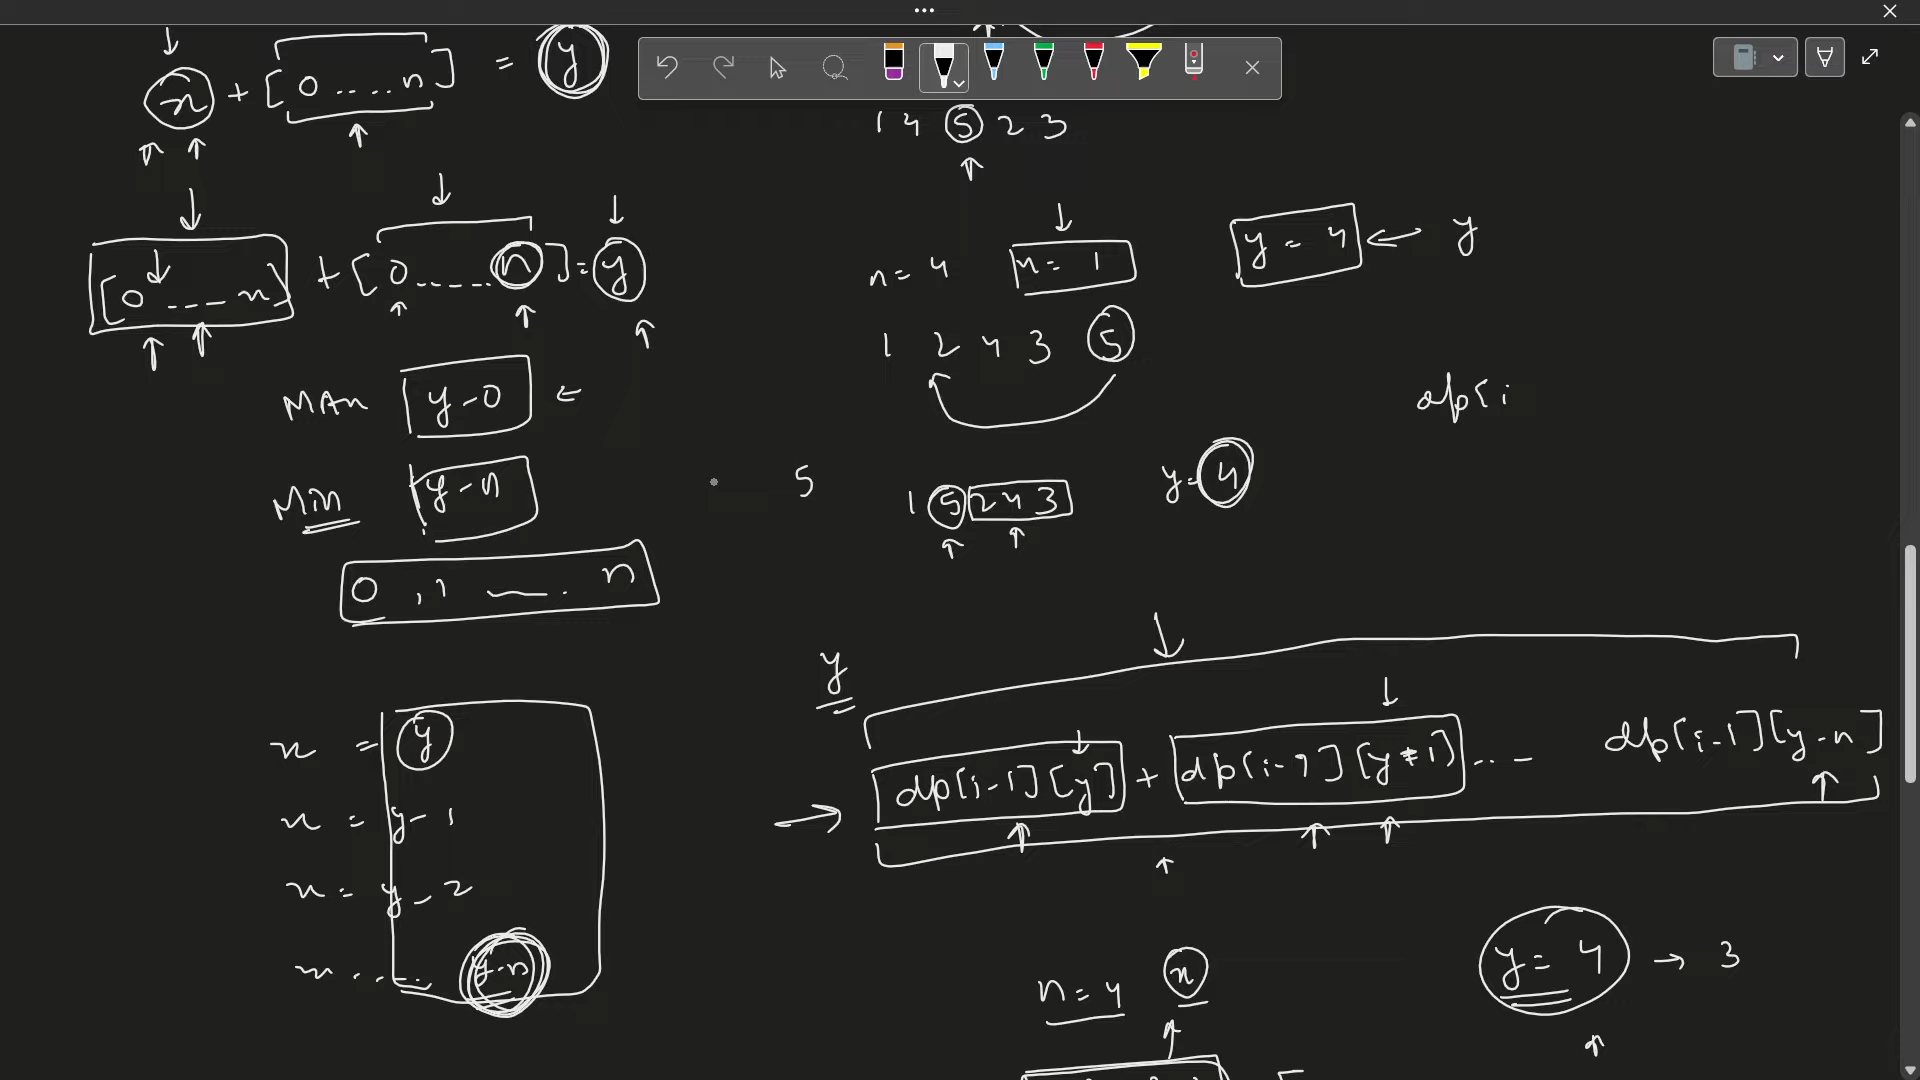 x + [ 0 .... n ] = y
1 4 5 2 3
[ 0 ... x ] + [ 0 ..... n ] = y
n = 4 x = 1 y = 4 ← y
1 2 4 3 5
MAx y - 0 ←
dp[i
Min y - n
5
1 5 2 4 3
y = 4
0 , 1 .... n
y
x = y
dp[i-1][y] + dp[i-1][y-1] ... dp[i-1][y-n]
x = y - 1
x = y - 2
x ..... y - n
y = 4 → 3
n = 4 x